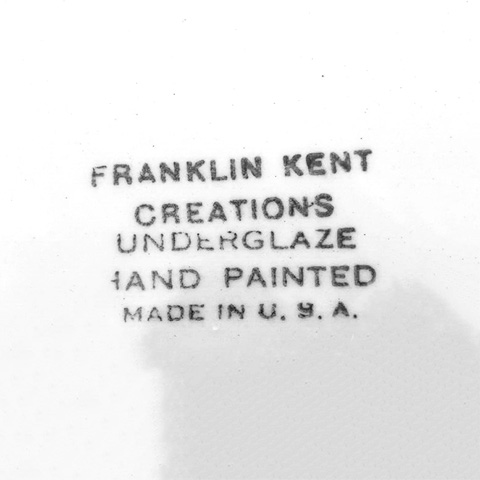 FRANKLIN KENT
CREATIONS
UNDERGLAZE
HAND PAINTED
MADE IN U. S. A.